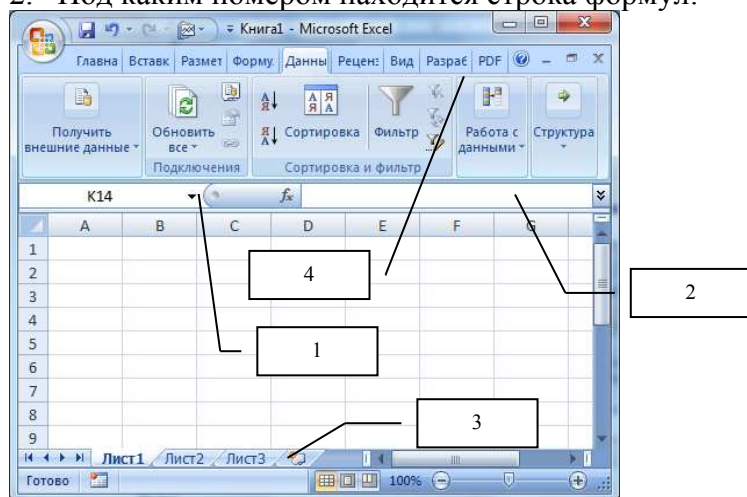 2. Под каким номером находится строка формул:
Книга1 - Microsoft Excel
Главна Вставк Размет Форму. Данны Рецен: Вид Разраб PDF
Получить внешние данные
Обновить все
Подключения
А Я
Я А
Сортировка
Фильтр
Сортировка и фильтр
Работа с данными
Структура
K14
fx
A B C D E F G
1
2
3
4
5
6
7
8
9
4
2
1
3
Лист1 Лист2 Лист3
Готово
100%